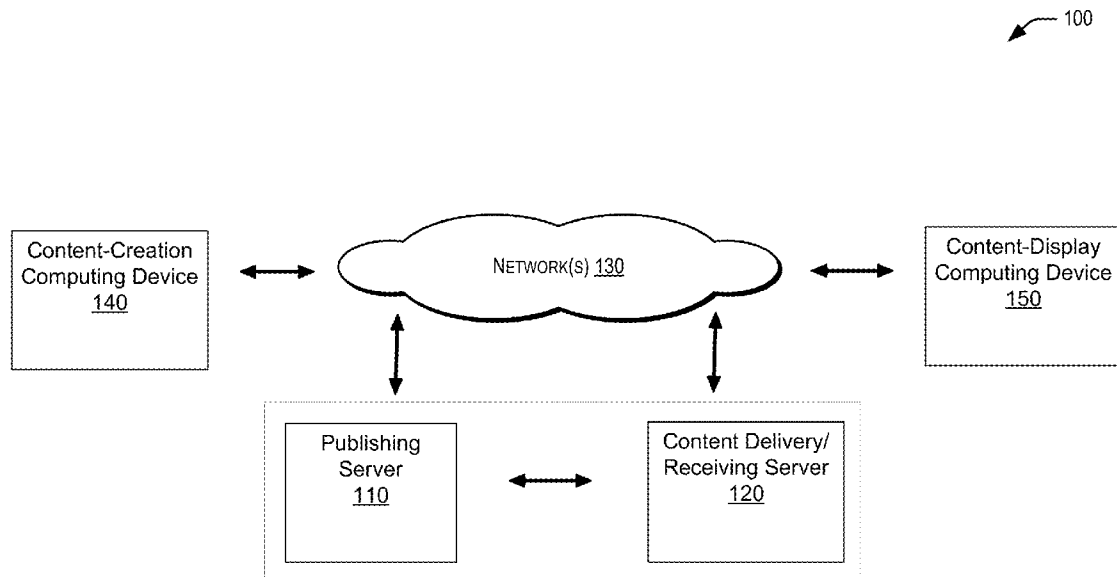 100
Content-Creation
Computing Device
140
NETWORK(S) 130
Content-Display
Computing Device
150
Publishing
Server
110
Content Delivery/
Receiving Server
120